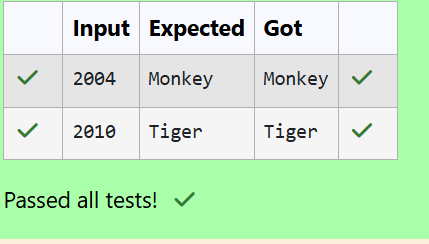 Input Expected Got
2004 Monkey Monkey
2010 Tiger Tiger
Passed all tests!